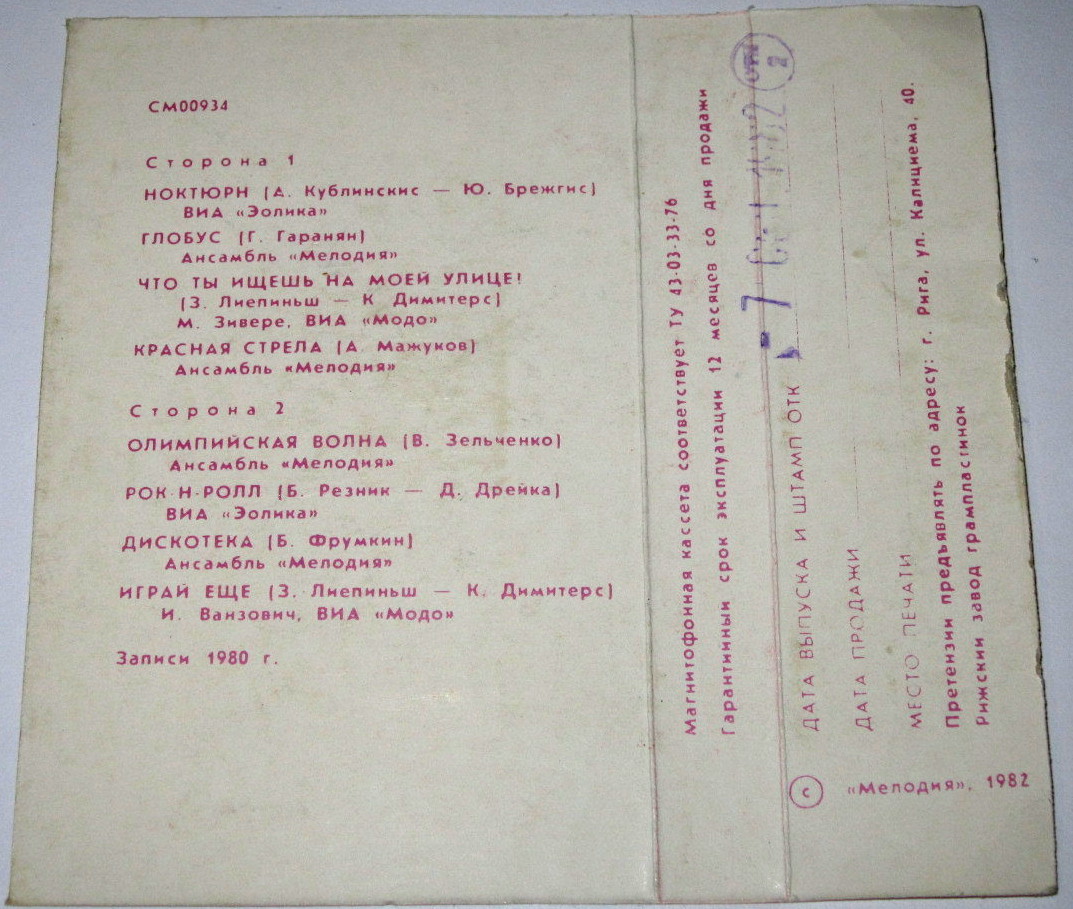 СМ00934
Сторона 1
НОКТЮРН (А. Кублинскис — Ю. Брежгис)
ВИА «Эолика»
ГЛОБУС (Г. Гаранян)
Ансамбль «Мелодия»
ЧТО ТЫ ИЩЕШЬ НА МОЕЙ УЛИЦЕ?
(З. Лиепиньш — К. Димитерс)
М. Зивере, ВИА «Модо»
КРАСНАЯ СТРЕЛА (А. Мажуков)
Ансамбль «Мелодия»
Сторона 2
ОЛИМПИЙСКАЯ ВОЛНА (В. Зельченко)
Ансамбль «Мелодия»
РОК-Н-РОЛЛ (Б. Резник — Д. Дрейка)
ВИА «Эолика»
ДИСКОТЕКА (Б. Фрумкин)
Ансамбль «Мелодия»
ИГРАЙ ЕЩЕ (З. Лиепиньш — К. Димитерс)
И. Ванзович, ВИА «Модо»
Записи 1980 г.
Магнитофонная кассета соответствует ТУ 43-03-33-76
Гарантийный срок эксплуатации 12 месяцев со дня продажи
ДАТА ВЫПУСКА И ШТАМП ОТК
ДАТА ПРОДАЖИ
МЕСТО ПЕЧАТИ
Претензии предъявлять по адресу: г. Рига, ул. Калнциема, 40.
Рижский завод грампластинок
© «Мелодия», 1982